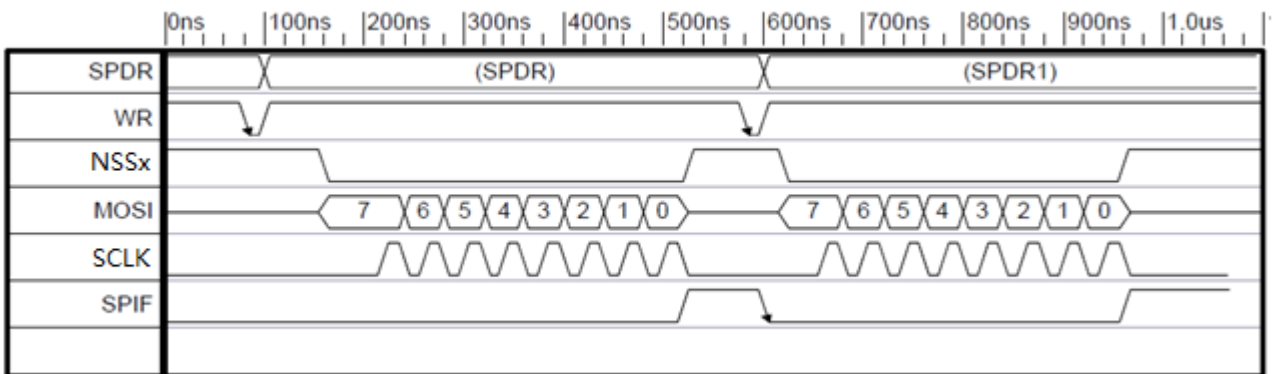 0ns 100ns 200ns 300ns 400ns 500ns 600ns 700ns 800ns 900ns 1.0us
SPDR (SPDR) (SPDR1)
WR
NSSx
MOSI 7 6 5 4 3 2 1 0 7 6 5 4 3 2 1 0
SCLK
SPIF